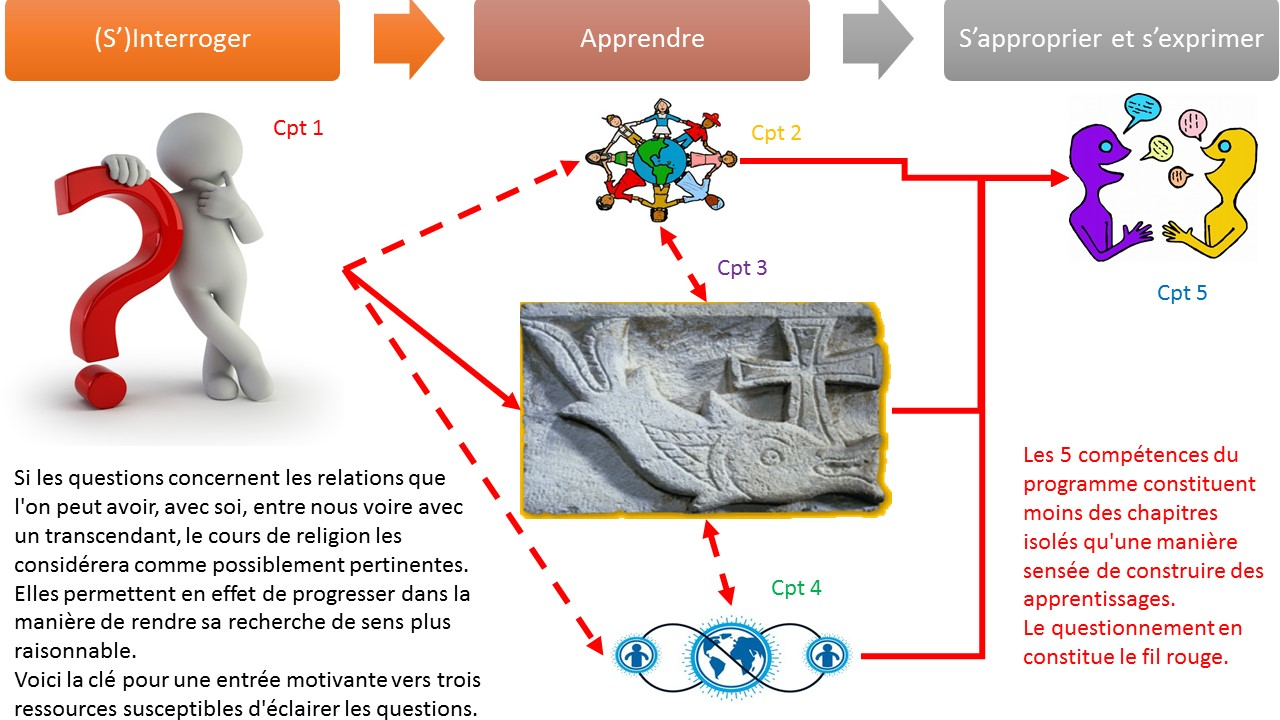 (S’)Interroger
Apprendre
S’approprier et s’exprimer
Cpt 1
Cpt 2
Cpt 3
Cpt 5
Cpt 4
Si les questions concernent les relations que
l'on peut avoir, avec soi, entre nous voire avec
un transcendant, le cours de religion les
considérera comme possiblement pertinentes.
Elles permettent en effet de progresser dans la
manière de rendre sa recherche de sens plus
raisonnable.
Voici la clé pour une entrée motivante vers trois
ressources susceptibles d'éclairer les questions.
Les 5 compétences du
programme constituent
moins des chapitres
isolés qu'une manière
sensée de construire des
apprentissages.
Le questionnement en
constitue le fil rouge.